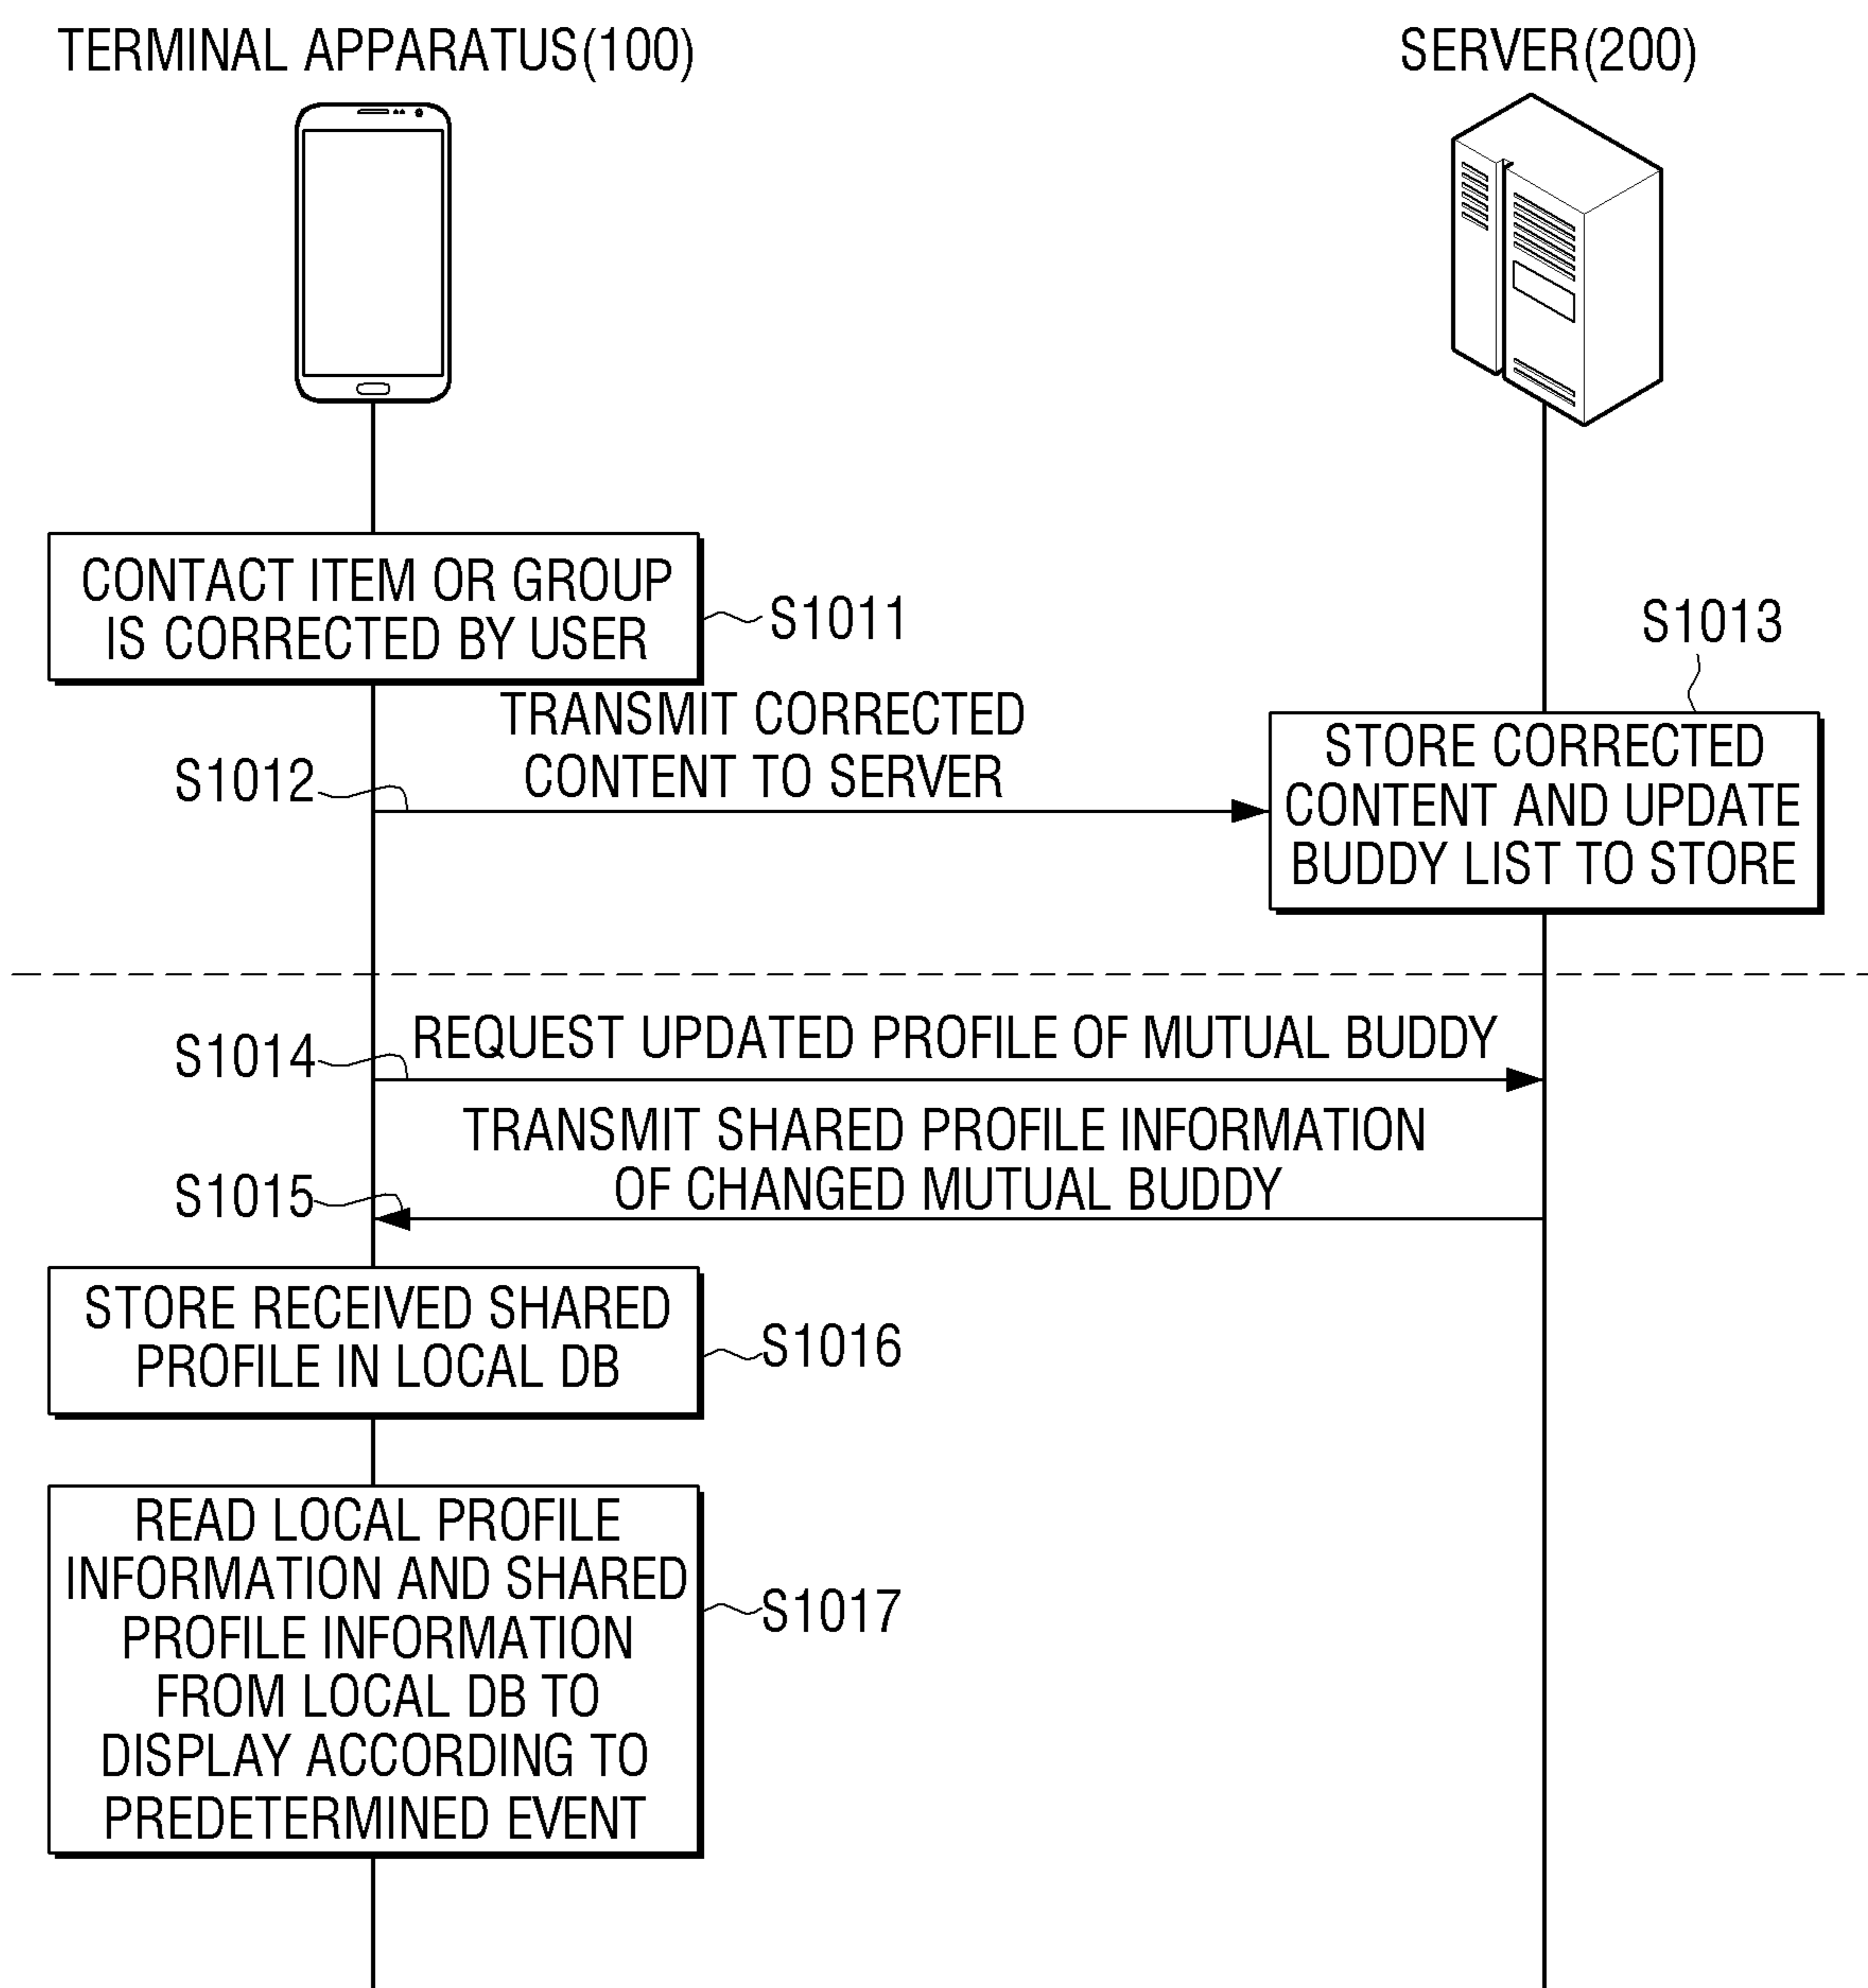 TERMINAL APPARATUS(100)
SERVER(200)
CONTACT ITEM OR GROUP
IS CORRECTED BY USER
S1011
S1013
TRANSMIT CORRECTED
CONTENT TO SERVER
S1012
STORE CORRECTED
CONTENT AND UPDATE
BUDDY LIST TO STORE
S1014
REQUEST UPDATED PROFILE OF MUTUAL BUDDY
TRANSMIT SHARED PROFILE INFORMATION
OF CHANGED MUTUAL BUDDY
S1015
STORE RECEIVED SHARED
PROFILE IN LOCAL DB
S1016
READ LOCAL PROFILE
INFORMATION AND SHARED
PROFILE INFORMATION
FROM LOCAL DB TO
DISPLAY ACCORDING TO
PREDETERMINED EVENT
S1017